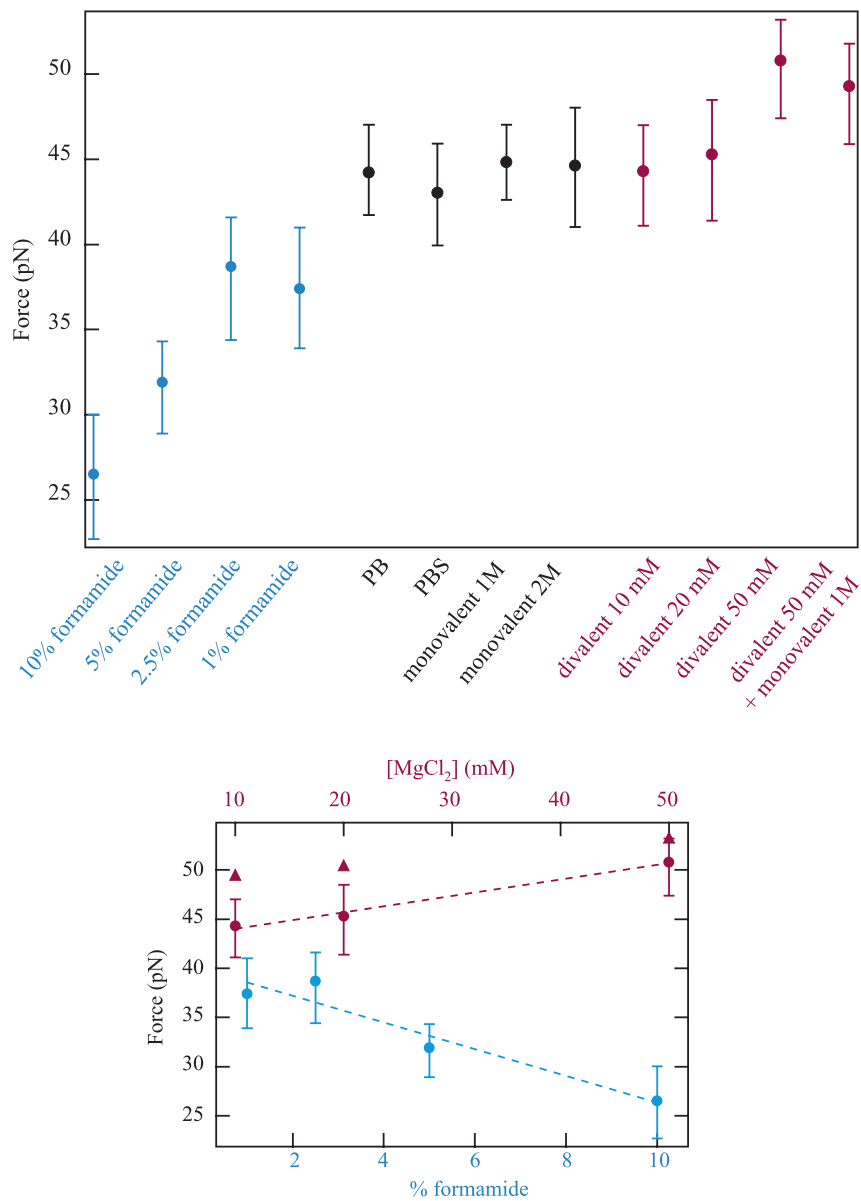 50
45
40
35
30
25
Force (pN)
10% formamide
5% formamide
2.5% formamide
1% formamide
PB
PBS
monovalent 1M
monovalent 2M
divalent 10 mM
divalent 20 mM
divalent 50 mM
divalent 50 mM
+ monovalent 1M
[MgCl₂] (mM)
10 20 30 40 50
50
45
40
35
30
25
Force (pN)
2 4 6 8 10
% formamide